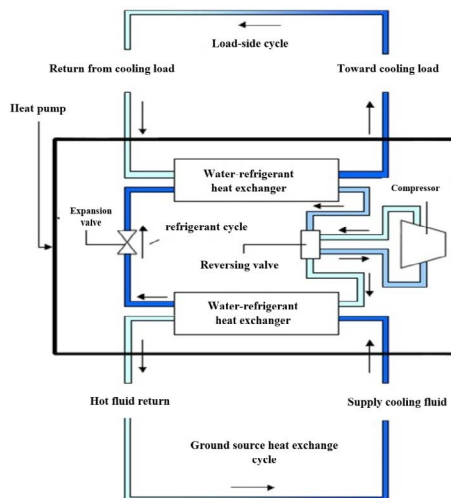 Load-side cycle
Return from cooling load
Toward cooling load
Heat pump
Water-refrigerant
heat exchanger
Compressor
Expansion
valve
refrigerant cycle
Reversing valve
Water-refrigerant
heat exchanger
Hot fluid return
Supply cooling fluid
Ground source heat exchange
cycle